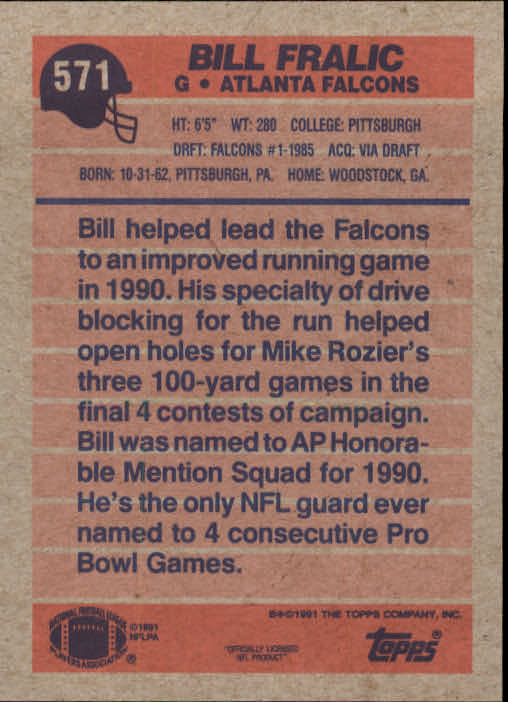 571
BILL FRALIC
G • ATLANTA FALCONS
HT: 6'5" WT: 280 COLLEGE: PITTSBURGH
DRFT: FALCONS #1-1985 ACQ: VIA DRAFT
BORN: 10-31-62, PITTSBURGH, PA. HOME: WOODSTOCK, GA.
Bill helped lead the Falcons
to an improved running game
in 1990. His specialty of drive
blocking for the run helped
open holes for Mike Rozier's
three 100-yard games in the
final 4 contests of campaign.
Bill was named to AP Honora-
ble Mention Squad for 1990.
He's the only NFL guard ever
named to 4 consecutive Pro
Bowl Games.
NATIONAL FOOTBALL LEAGUE
PLAYERS ASSOCIATION
®
©1991
NFLPA
"OFFICIALLY LICENSED
NFL PRODUCT"
©1991 THE TOPPS COMPANY, INC.
topps®